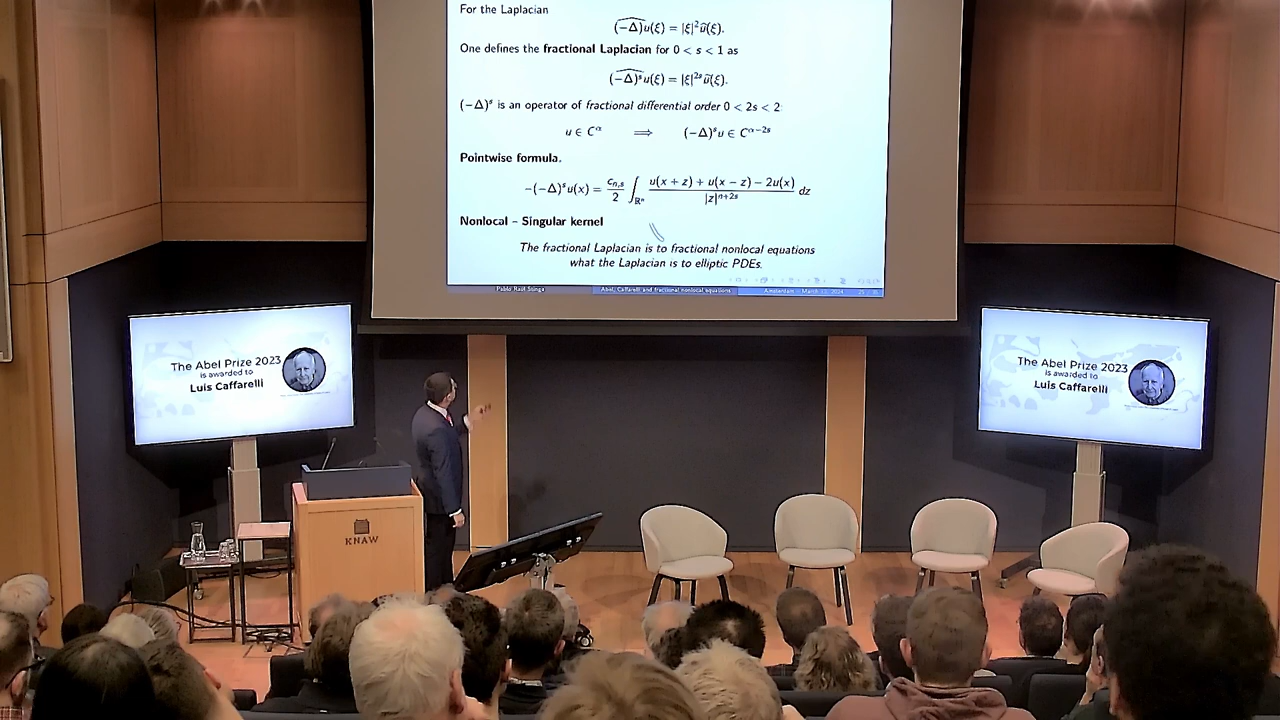 For the Laplacian
(-Δ)u(ξ) = |ξ|²û(ξ).
One defines the fractional Laplacian for 0 < s < 1 as
(-Δ)ˢu(ξ) = |ξ|²ˢû(ξ).
(-Δ)ˢ is an operator of fractional differential order 0 < 2s < 2
u ∈ Cᵅ ⟹ (-Δ)ˢu ∈ C^{α-2s}
Pointwise formula.
-(-Δ)ˢu(x) = c_{n,s}/2 ∫_{ℝⁿ} (u(x + z) + u(x - z) - 2u(x))/|z|^{n+2s} dz
Nonlocal - Singular kernel
The fractional Laplacian is to fractional nonlocal equations
what the Laplacian is to elliptic PDEs.
Pablo Raúl Stinga Abel, Caffarelli and fractional nonlocal equations Amsterdam - March
The Abel Prize 2023
is awarded to
Luis Caffarelli
The Abel Prize 2023
is awarded to
Luis Caffarelli
KNAW